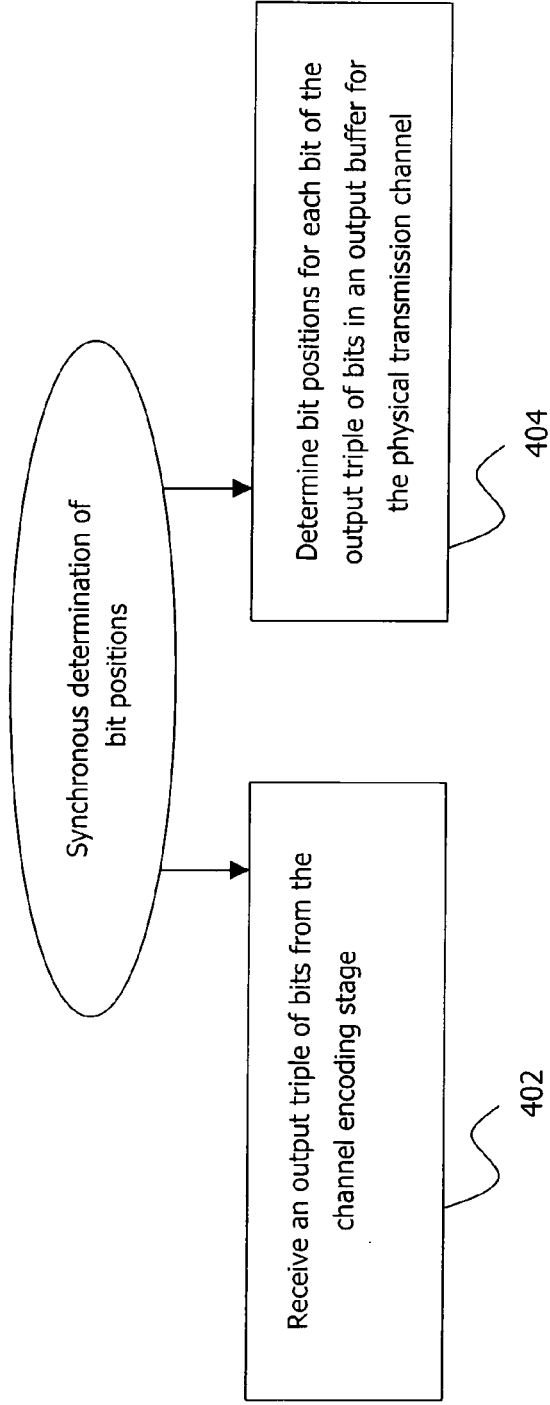 Synchronous determination of
bit positions
Receive an output triple of bits from the
channel encoding stage
402
Determine bit positions for each bit of the
output triple of bits in an output buffer for
the physical transmission channel
404